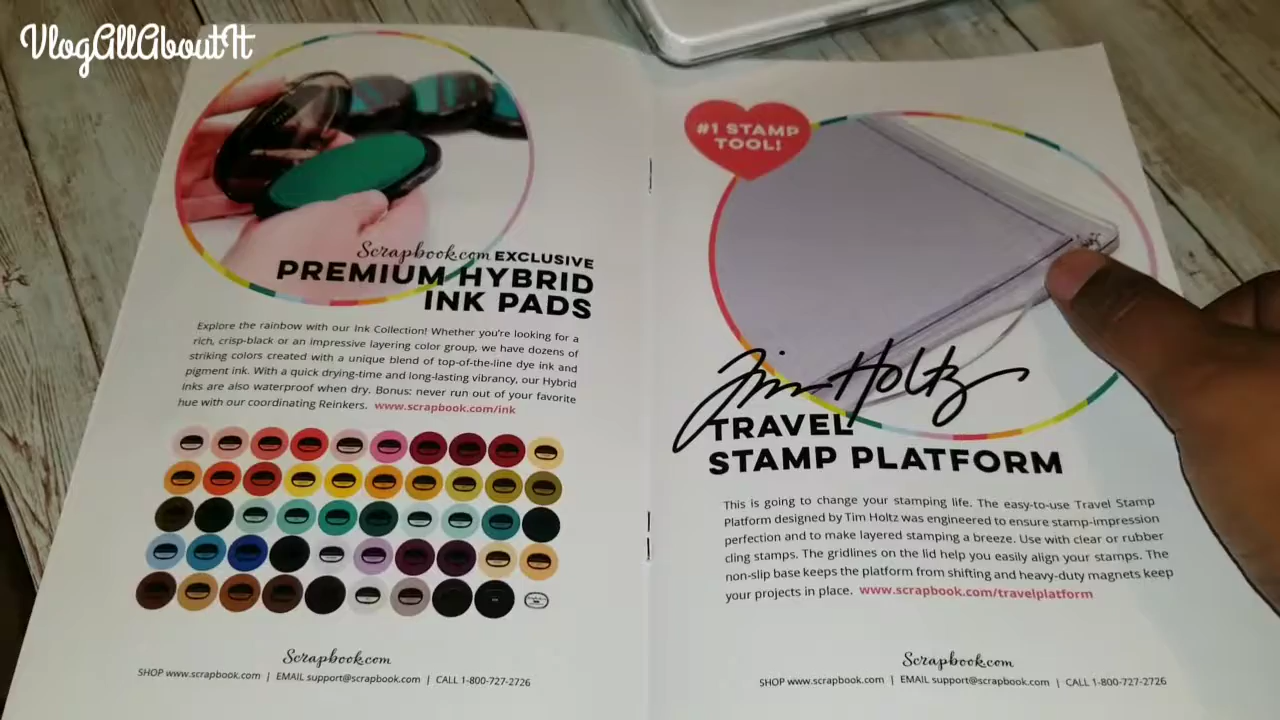 VlogAllAboutIt
Scrapbook.com EXCLUSIVE
PREMIUM HYBRID
INK PADS
Explore the rainbow with our Ink Collection! Whether you're looking for a
rich, crisp-black or an impressive layering color group, we have dozens of
striking colors created with a unique blend of top-of-the-line dye ink and
pigment ink. With a quick drying-time and long-lasting vibrancy, our Hybrid
Inks are also waterproof when dry. Bonus: never run out of your favorite
hue with our coordinating Reinkers. www.scrapbook.com/ink
Scrapbook.com
SHOP www.scrapbook.com | EMAIL support@scrapbook.com | CALL 1-800-727-2726
#1 STAMP
TOOL!
Tim Holtz
TRAVEL
STAMP PLATFORM
This is going to change your stamping life. The easy-to-use Travel Stamp
Platform designed by Tim Holtz was engineered to ensure stamp-impression
perfection and to make layered stamping a breeze. Use with clear or rubber
cling stamps. The gridlines on the lid help you easily align your stamps. The
non-slip base keeps the platform from shifting and heavy-duty magnets keep
your projects in place. www.scrapbook.com/travelplatform
Scrapbook.com
SHOP www.scrapbook.com | EMAIL support@scrapbook.com | CALL 1-800-727-2726